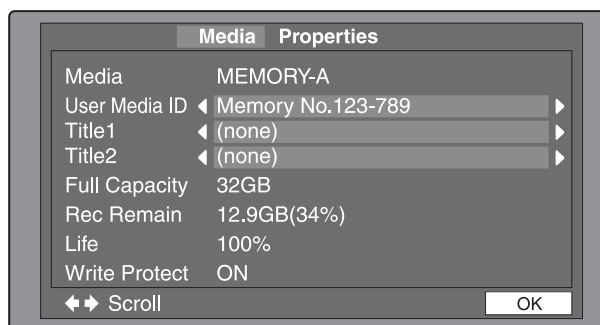 Media Properties
Media MEMORY-A
User Media ID Memory No.123-789
Title1 (none)
Title2 (none)
Full Capacity 32GB
Rec Remain 12.9GB(34%)
Life 100%
Write Protect ON
Scroll OK